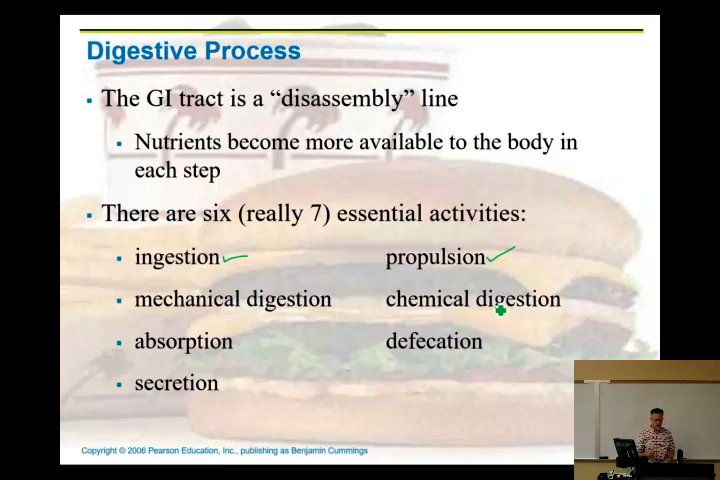 Digestive Process
The GI tract is a “disassembly” line
Nutrients become more available to the body in
each step
There are six (really 7) essential activities:
ingestion propulsion
mechanical digestion chemical digestion
absorption defecation
secretion
Copyright © 2006 Pearson Education, Inc., publishing as Benjamin Cummings